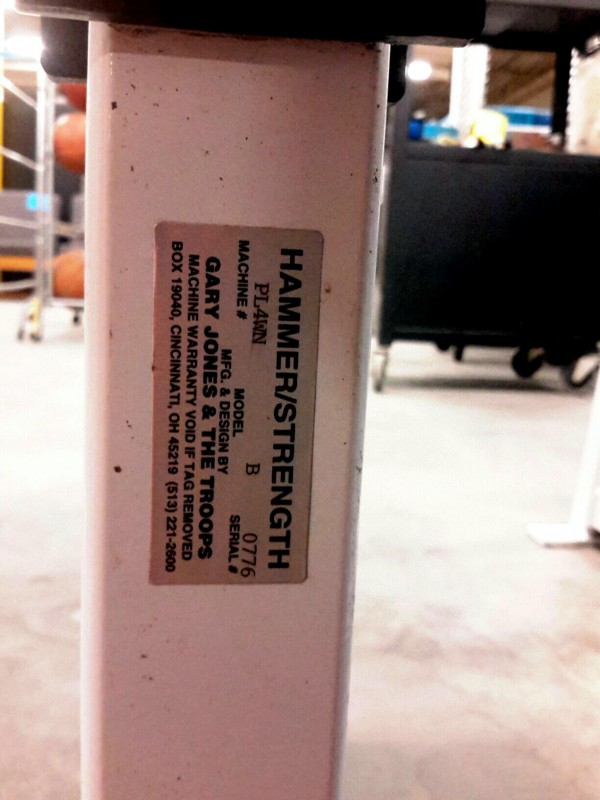 HAMMER/STRENGTH
PL4WN B 0776
MACHINE # MODEL SERIAL #
MFG. & DESIGN BY
GARY JONES & THE TROOPS
MACHINE WARRANTY VOID IF TAG REMOVED
BOX 19040, CINCINNATI, OH 45219 (513) 221-2600